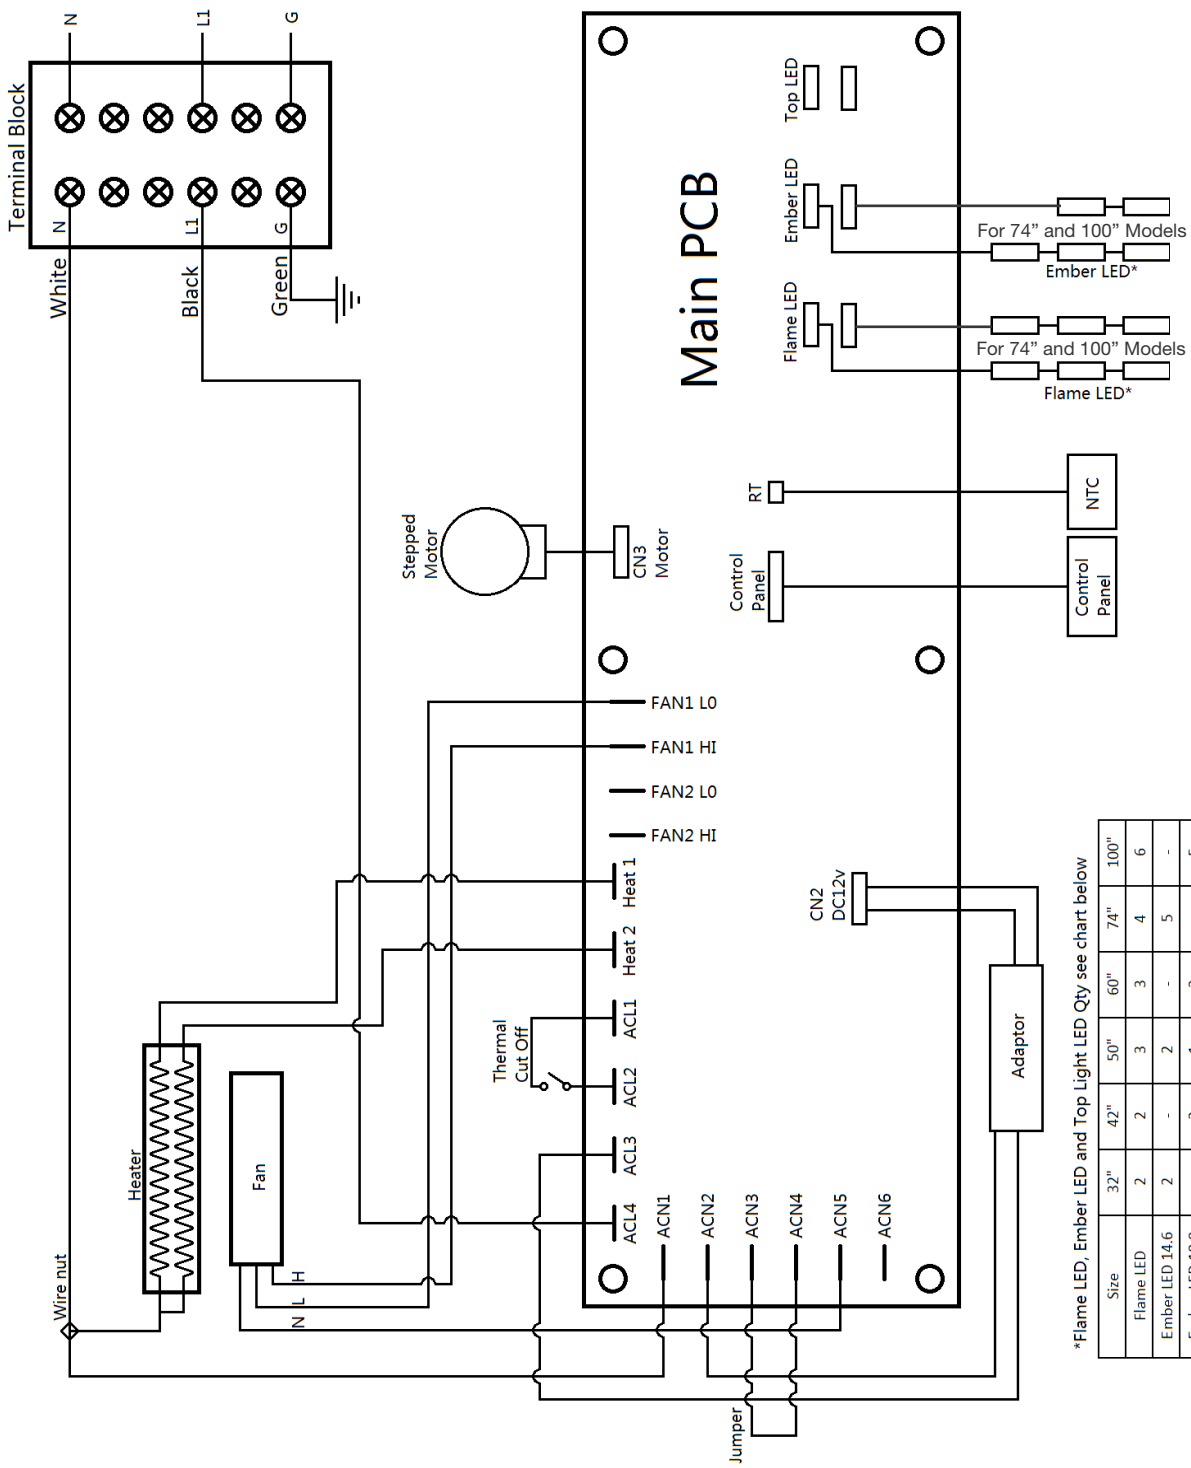 Terminal Block
N
L1
G
N
L1
G
White
Black
Green
Main PCB
Top LED
Ember LED
Flame LED
For 74” and 100” Models
Ember LED*
For 74” and 100” Models
Flame LED*
Stepped
Motor
CN3
Motor
RT
NTC
Control
Panel
Control
Panel
FAN1 L0
FAN1 HI
FAN2 L0
FAN2 HI
Heat 1
Heat 2
ACL1
ACL2
ACL3
ACL4
Thermal
Cut Off
Heater
Fan
Wire nut
H
L
N
ACN1
ACN2
ACN3
ACN4
ACN5
ACN6
Jumper
CN2
DC12v
Adaptor
*Flame LED, Ember LED and Top Light LED Qty see chart below
Size 32" 42" 50" 60" 74" 100"
Flame LED 2 2 3 3 4 6
Ember LED 14.6 2 - 2 - 5 -